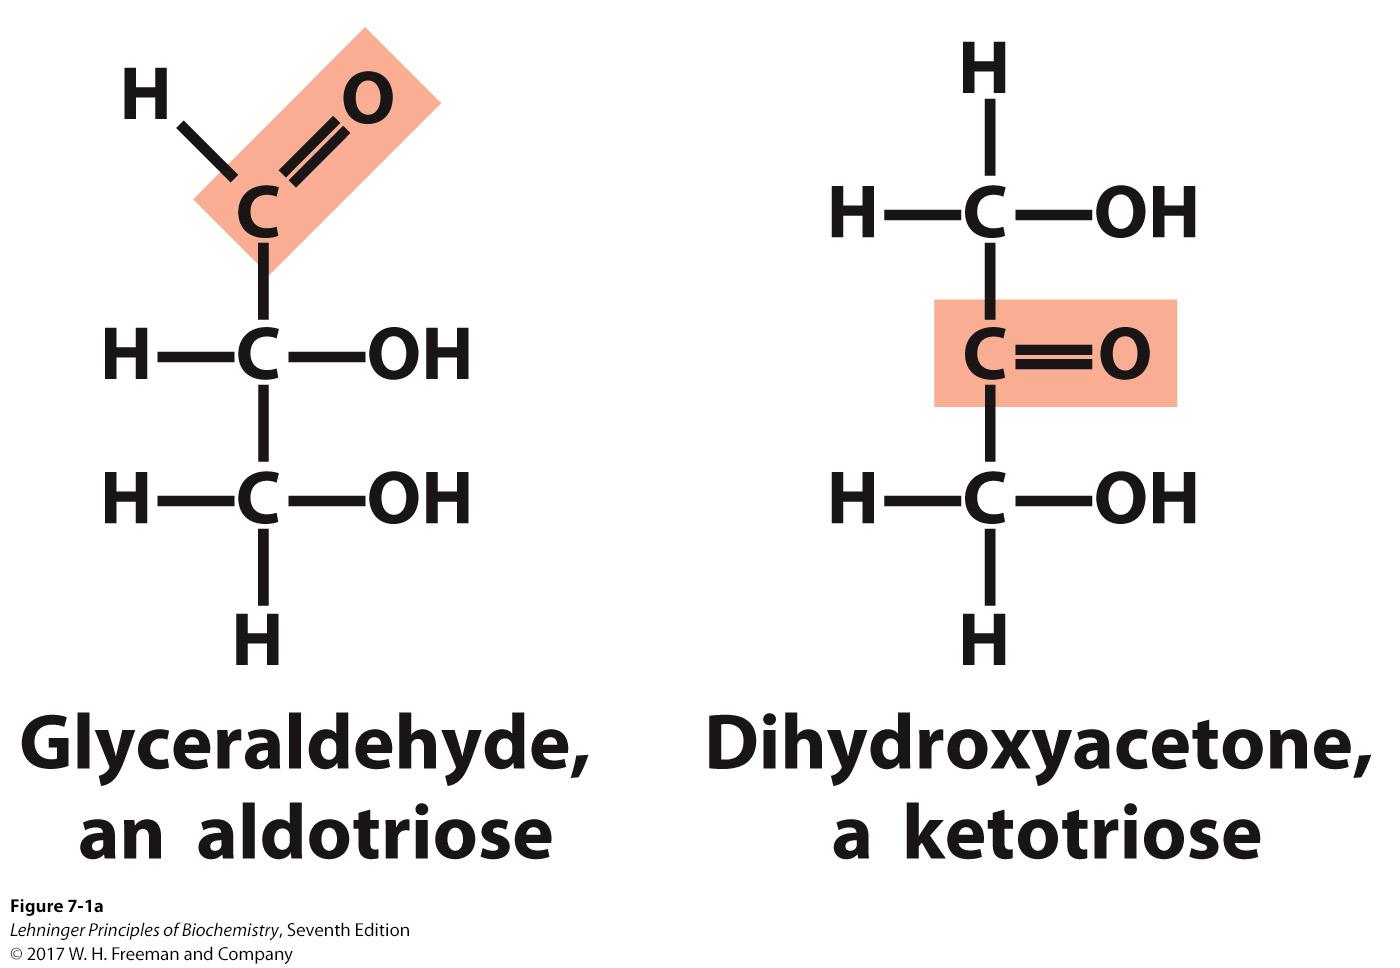 H O
C
H C OH
H C OH
H
Glyceraldehyde,
an aldotriose
H
H C OH
C O
H C OH
H
Dihydroxyacetone,
a ketotriose
Figure 7-1a
Lehninger Principles of Biochemistry, Seventh Edition
© 2017 W. H. Freeman and Company